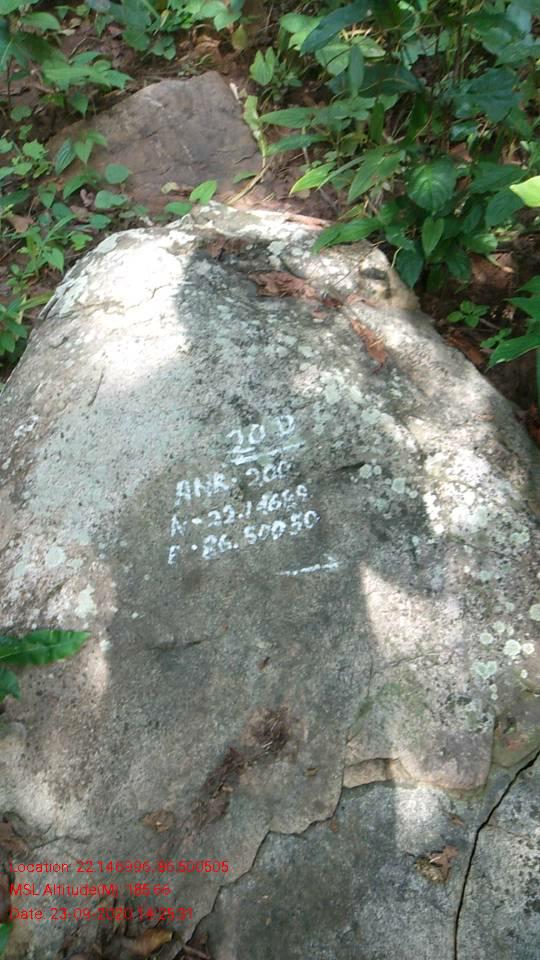 20 D
ANR. 200
N - 22.14699
E . 86.50050
Location: 22.146996,86.500505
MSL Altitude(M): 185.66
Date: 23-09-2020 14:25:31